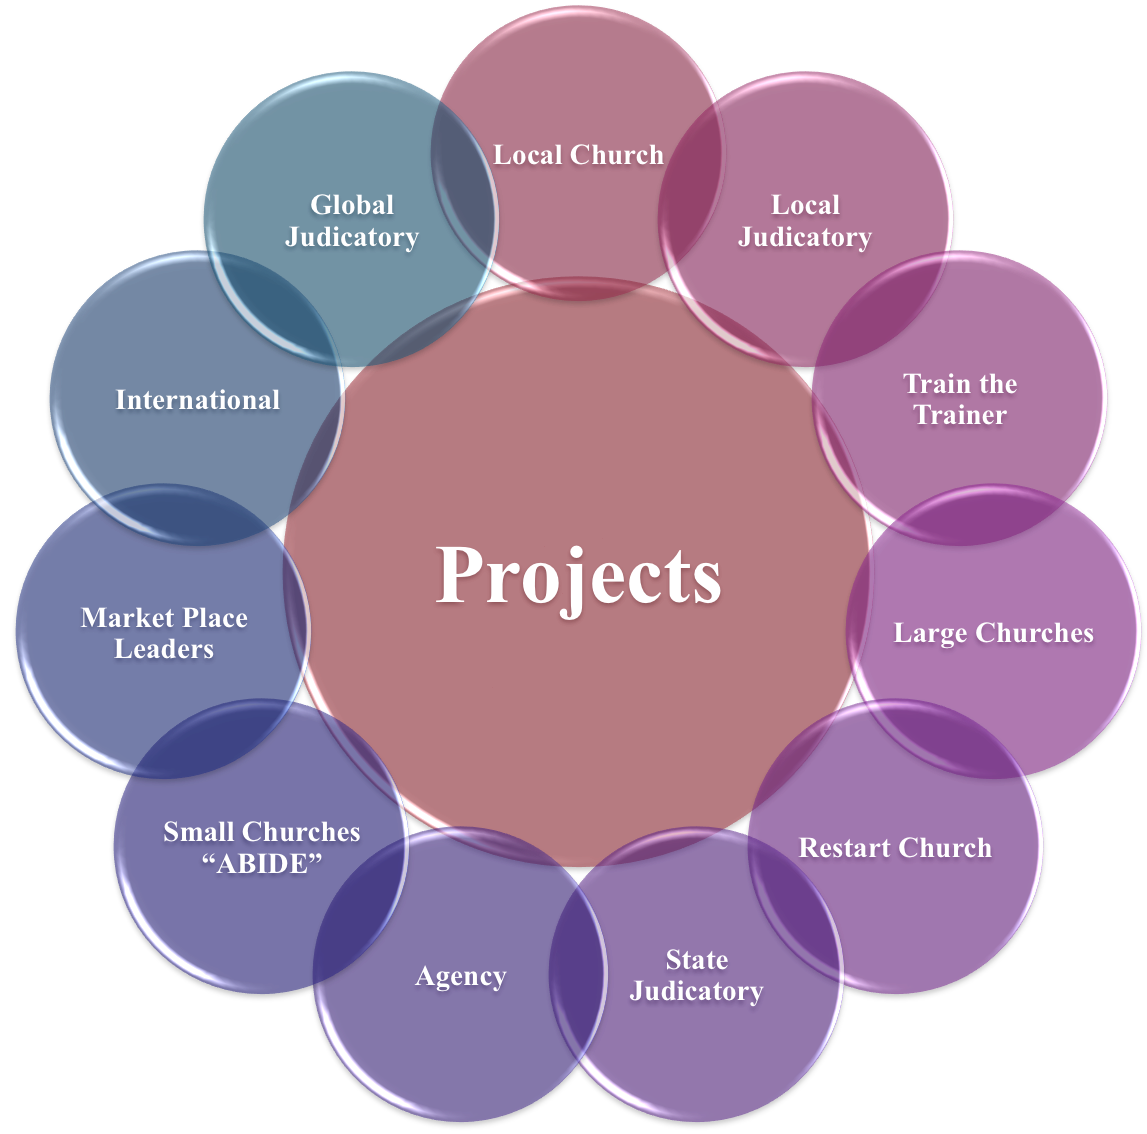 Local Church
Local
Judicatory
Train the
Trainer
Large Churches
Restart Church
State
Judicatory
Agency
Small Churches
“ABIDE”
Market Place
Leaders
International
Global
Judicatory
Projects